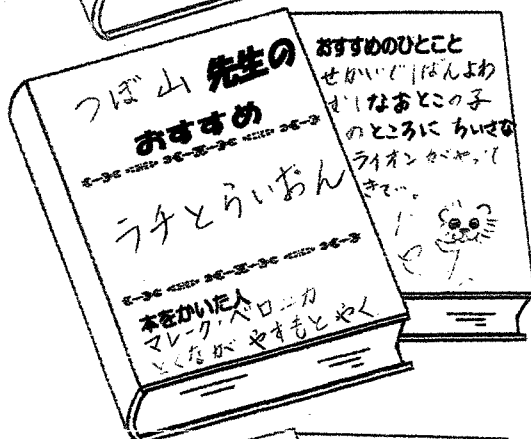 つぼ山 先生の
おすすめ
ラチとらいおん
本をかいた人
マレーク・ベロニカ
とくなが やすもと やく
おすすめのひとこと
せかいで一ばんよわ
むしなおとこの子
のところに ちいさな
ライオンがやって
きて…。